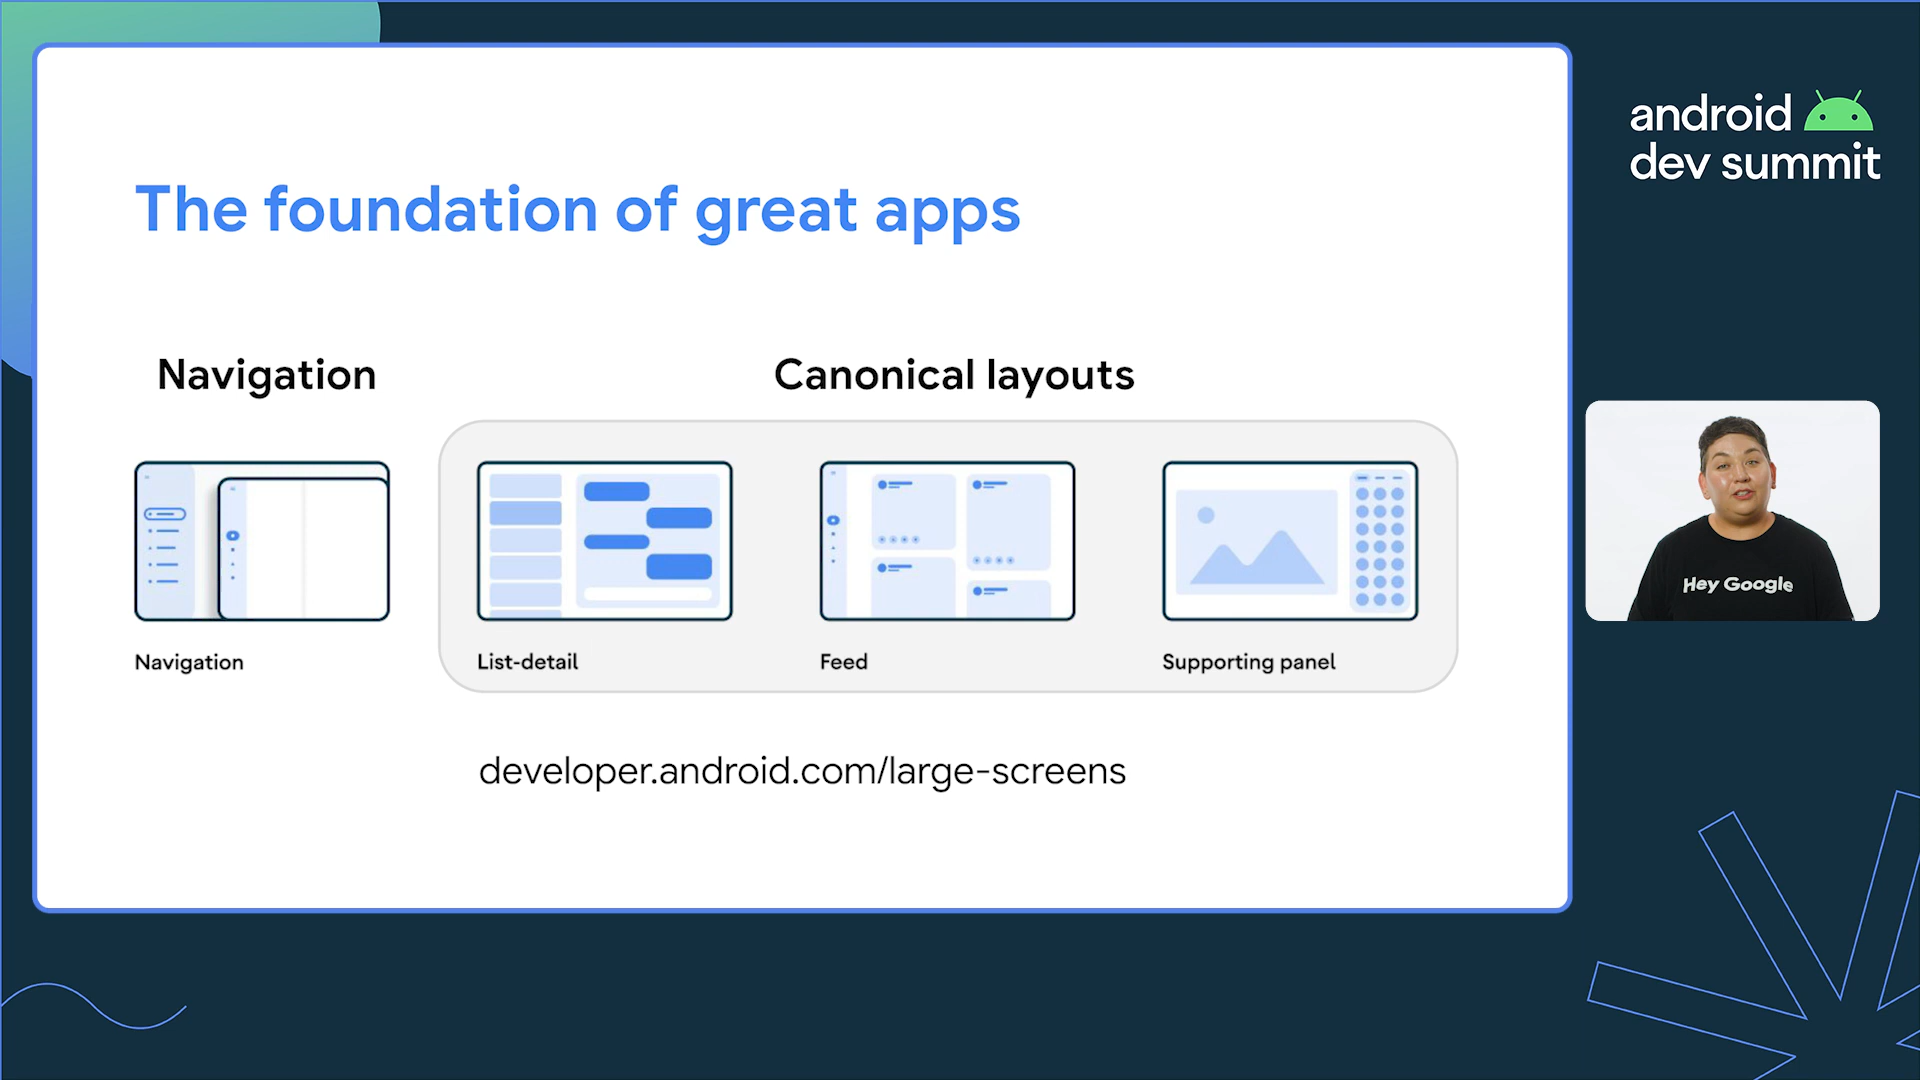 The foundation of great apps
Navigation
Canonical layouts
Navigation
List-detail
Feed
Supporting panel
developer.android.com/large-screens
android
dev summit
Hey Google